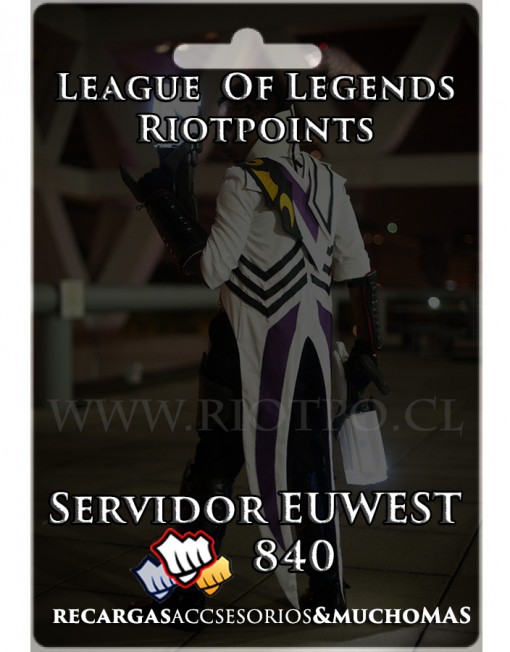 League Of Legends
Riotpoints
WWW.RIOTPO.CL
Servidor EUWEST
840
RECARGASACCSESORIOS&MUCHOMAS